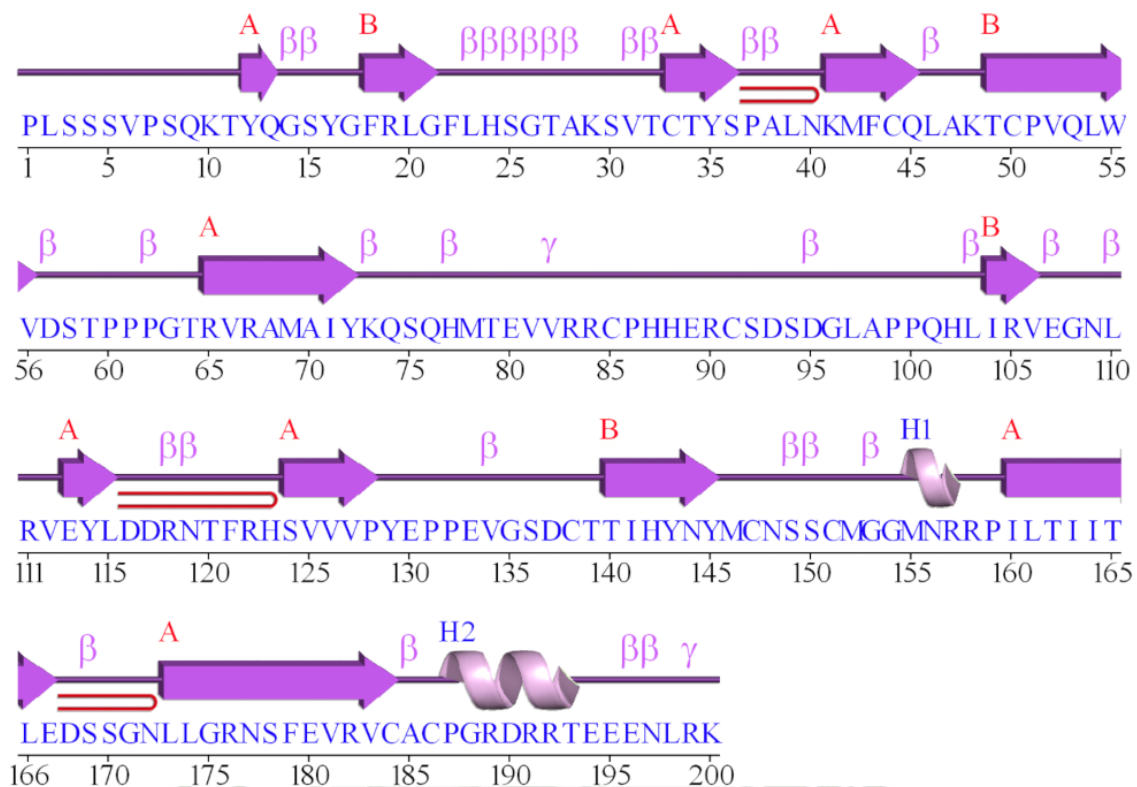 A ββ B ββββββ ββ A ββ A β B
PLSSSVPSQKTYQGSYGFRLGFLHSGTAKSVTCTYSPALNKMFCQLAKTCPVQLW
1 5 10 15 20 25 30 35 40 45 50 55
β β A β β γ β β B β β
VDSTPPPGTRVRAMAIYKQSQHMTEVVRRCPHHERCSDSDGLAPPQHLIRVEGNL
56 60 65 70 75 80 85 90 95 100 105 110
A ββ A β B ββ β H1 A
RVEYLDDRNTFRHSVVVPYEPPEVGSDCTTIHYNYMCNSSCMGGMNRRPILTIIT
111 115 120 125 130 135 140 145 150 155 160 165
β A β H2 ββ γ
LEDSSGNLLGRNSFEVRVCACPGRDRRTEEENLRK
166 170 175 180 185 190 195 200